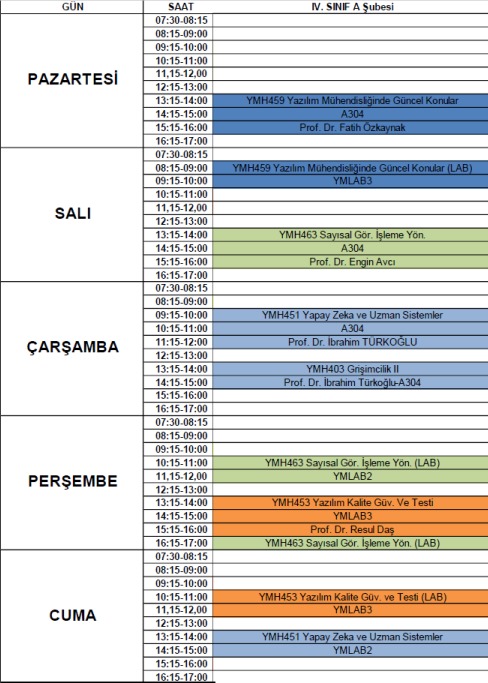 GÜN SAAT IV. SINIF A Şubesi
PAZARTESİ
07:30-08:15
08:15-09:00
09:15-10:00
10:15-11:00
11,15-12,00
12:15-13:00
13:15-14:00 YMH459 Yazılım Mühendisliğinde Güncel Konular
14:15-15:00 A304
15:15-16:00 Prof. Dr. Fatih Özkaynak
16:15-17:00
SALI
07:30-08:15
08:15-09:00 YMH459 Yazılım Mühendisliğinde Güncel Konular (LAB)
09:15-10:00 YMLAB3
10:15-11:00
11,15-12,00
12:15-13:00
13:15-14:00 YMH463 Sayısal Gör. İşleme Yön.
14:15-15:00 A304
15:15-16:00 Prof. Dr. Engin Avcı
16:15-17:00
ÇARŞAMBA
07:30-08:15
08:15-09:00
09:15-10:00 YMH451 Yapay Zeka ve Uzman Sistemler
10:15-11:00 A304
11:15-12:00 Prof. Dr. İbrahim TÜRKOĞLU
12:15-13:00
13:15-14:00 YMH403 Grişimcilik II
14:15-15:00 Prof. Dr. İbrahim Türkoğlu-A304
15:15-16:00
16:15-17:00
PERŞEMBE
07:30-08:15
08:15-09:00
09:15-10:00
10:15-11:00 YMH463 Sayısal Gör. İşleme Yön. (LAB)
11,15-12,00 YMLAB2
12:15-13:00
13:15-14:00 YMH453 Yazılım Kalite Güv. Ve Testi
14:15-15:00 YMLAB3
15:15-16:00 Prof. Dr. Resul Daş
16:15-17:00 YMH463 Sayısal Gör. İşleme Yön. (LAB)
CUMA
07:30-08:15
08:15-09:00
09:15-10:00
10:15-11:00 YMH453 Yazılım Kalite Güv. ve Testi (LAB)
11,15-12,00 YMLAB3
12:15-13:00
13:15-14:00 YMH451 Yapay Zeka ve Uzman Sistemler
14:15-15:00 YMLAB2
15:15-16:00
16:15-17:00